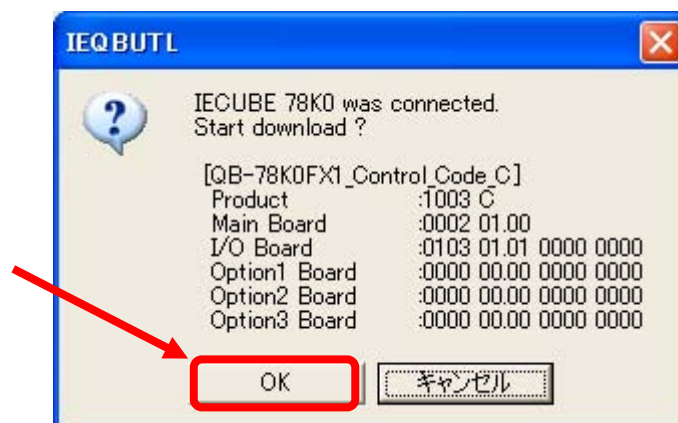 IEQBUTL
IECUBE 78K0 was connected.
Start download ?
[QB-78K0FX1_Control_Code_C]
Product :1003 C
Main Board :0002 01.00
I/O Board :0103 01.01 0000 0000
Option1 Board :0000 00.00 0000 0000
Option2 Board :0000 00.00 0000 0000
Option3 Board :0000 00.00 0000 0000
OK キャンセル